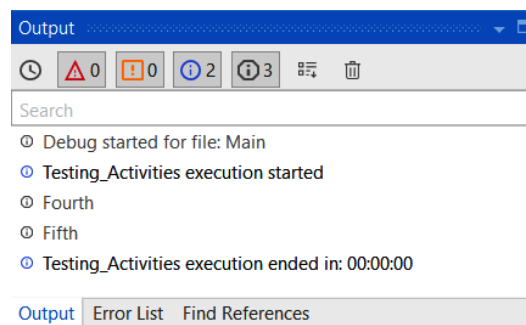 Output
0 0 2 3
Search
Debug started for file: Main
Testing_Activities execution started
Fourth
Fifth
Testing_Activities execution ended in: 00:00:00
Output Error List Find References